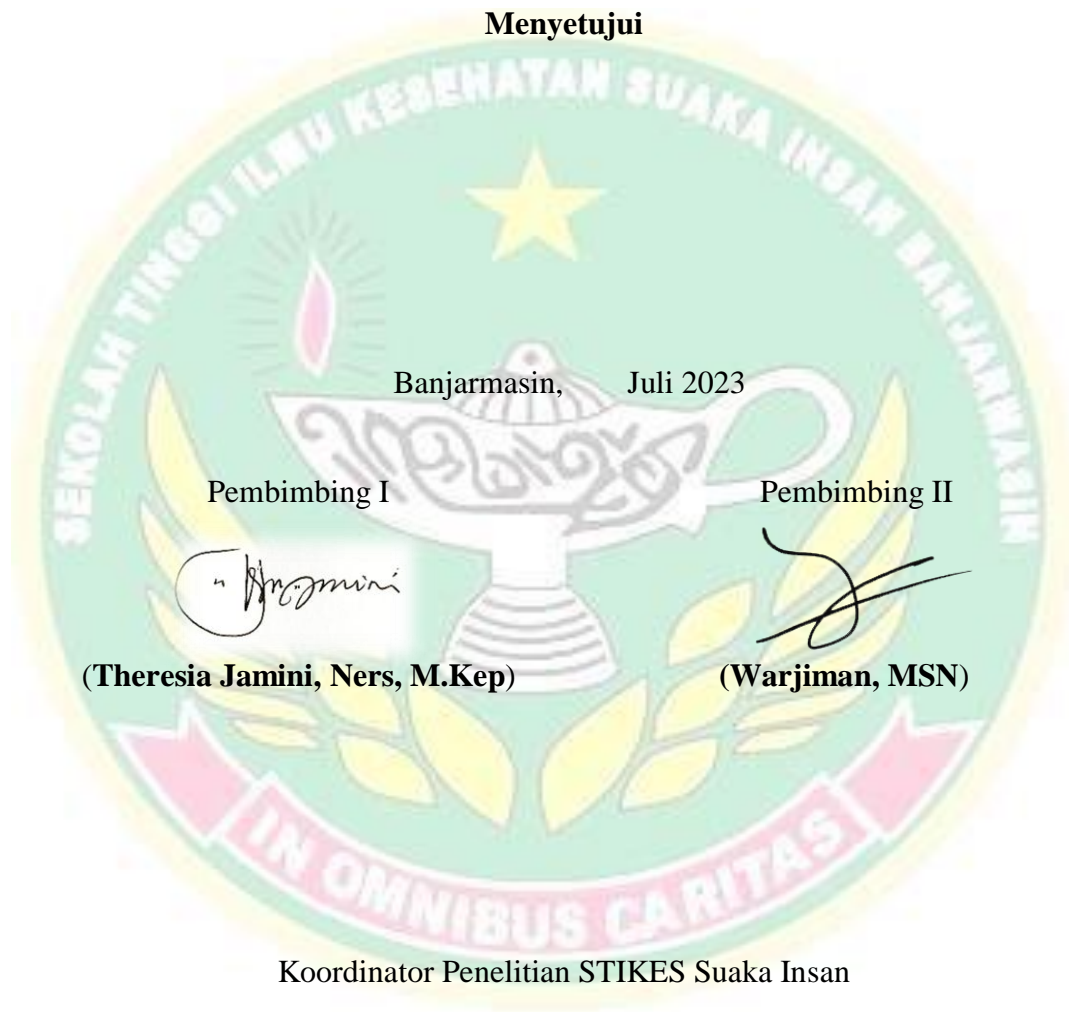 Menyetujui
SEKOLAH TINGGI ILMU KESEHATAN SUAKA INSAN BANJARMASIN
Banjarmasin, Juli 2023
Pembimbing I Pembimbing II
(Theresia Jamini, Ners, M.Kep) (Warjiman, MSN)
IN OMNIBUS CARITAS
Koordinator Penelitian STIKES Suaka Insan